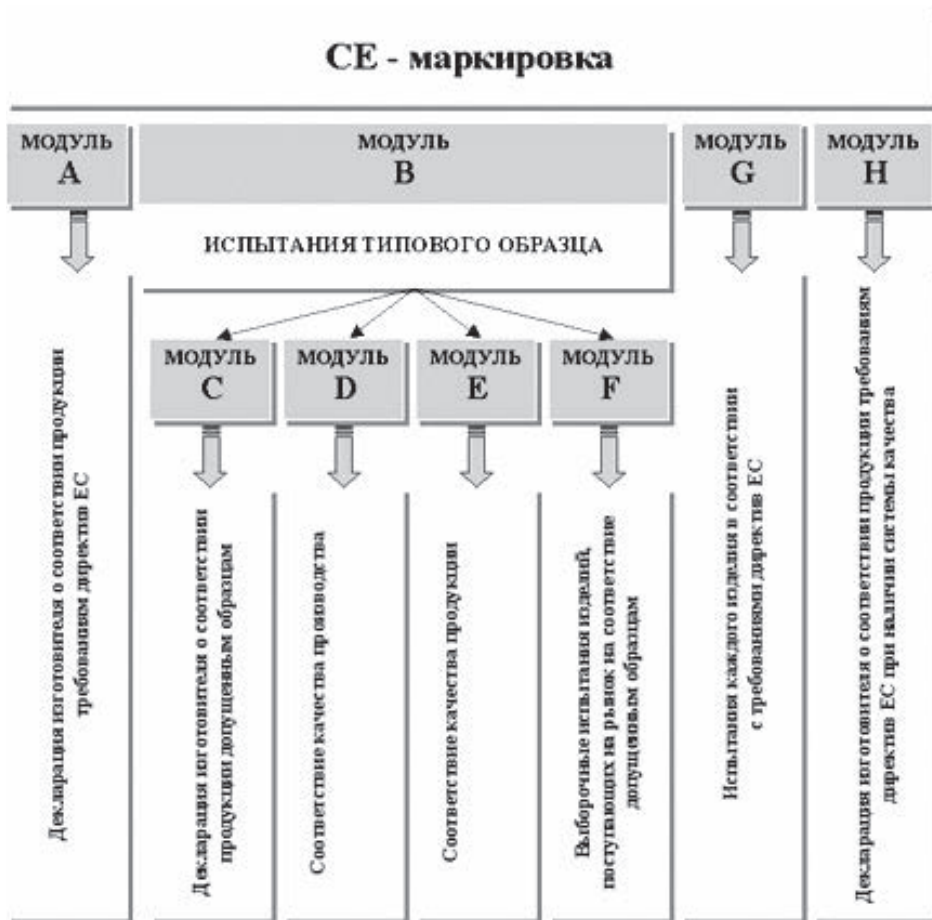 CE - маркировка
МОДУЛЬ
A
МОДУЛЬ
B
МОДУЛЬ
G
МОДУЛЬ
H
ИСПЫТАНИЯ ТИПОВОГО ОБРАЗЦА
МОДУЛЬ
C
МОДУЛЬ
D
МОДУЛЬ
E
МОДУЛЬ
F
Декларация изготовителя о соответствии продукции
требованиям директив ЕС
Декларация изготовителя о соответствии
продукции допущенным образцам
Соответствие качества производства
Соответствие качества продукции
Выборочные испытания изделий,
поступающих на рынок на соответствие
допущенным образцам
Испытания каждого изделия в соответствии
с требованиями директив ЕС
Декларация изготовителя о соответствии продукции требованиям
директив ЕС при наличии системы качества